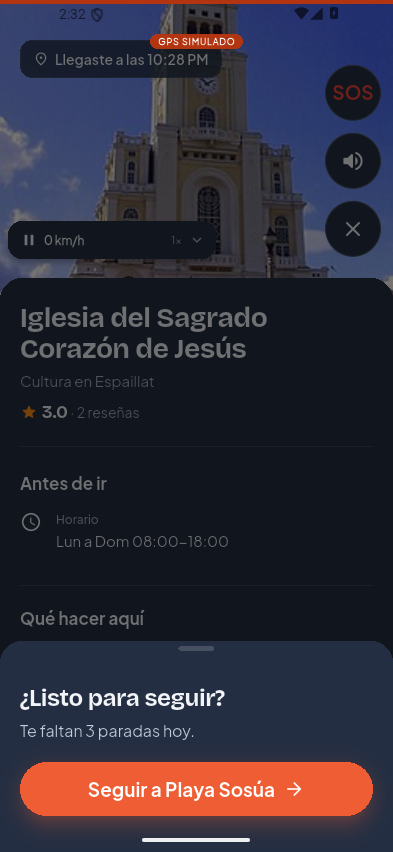 2:32
GPS SIMULADO
Llegaste a las 10:28 PM
SOS
0 km/h
1x
Iglesia del Sagrado
Corazón de Jesús
Cultura en Espaillat
3.0 · 2 reseñas
Antes de ir
Horario
Lun a Dom 08:00–18:00
Qué hacer aquí
¿Listo para seguir?
Te faltan 3 paradas hoy.
Seguir a Playa Sosúa →